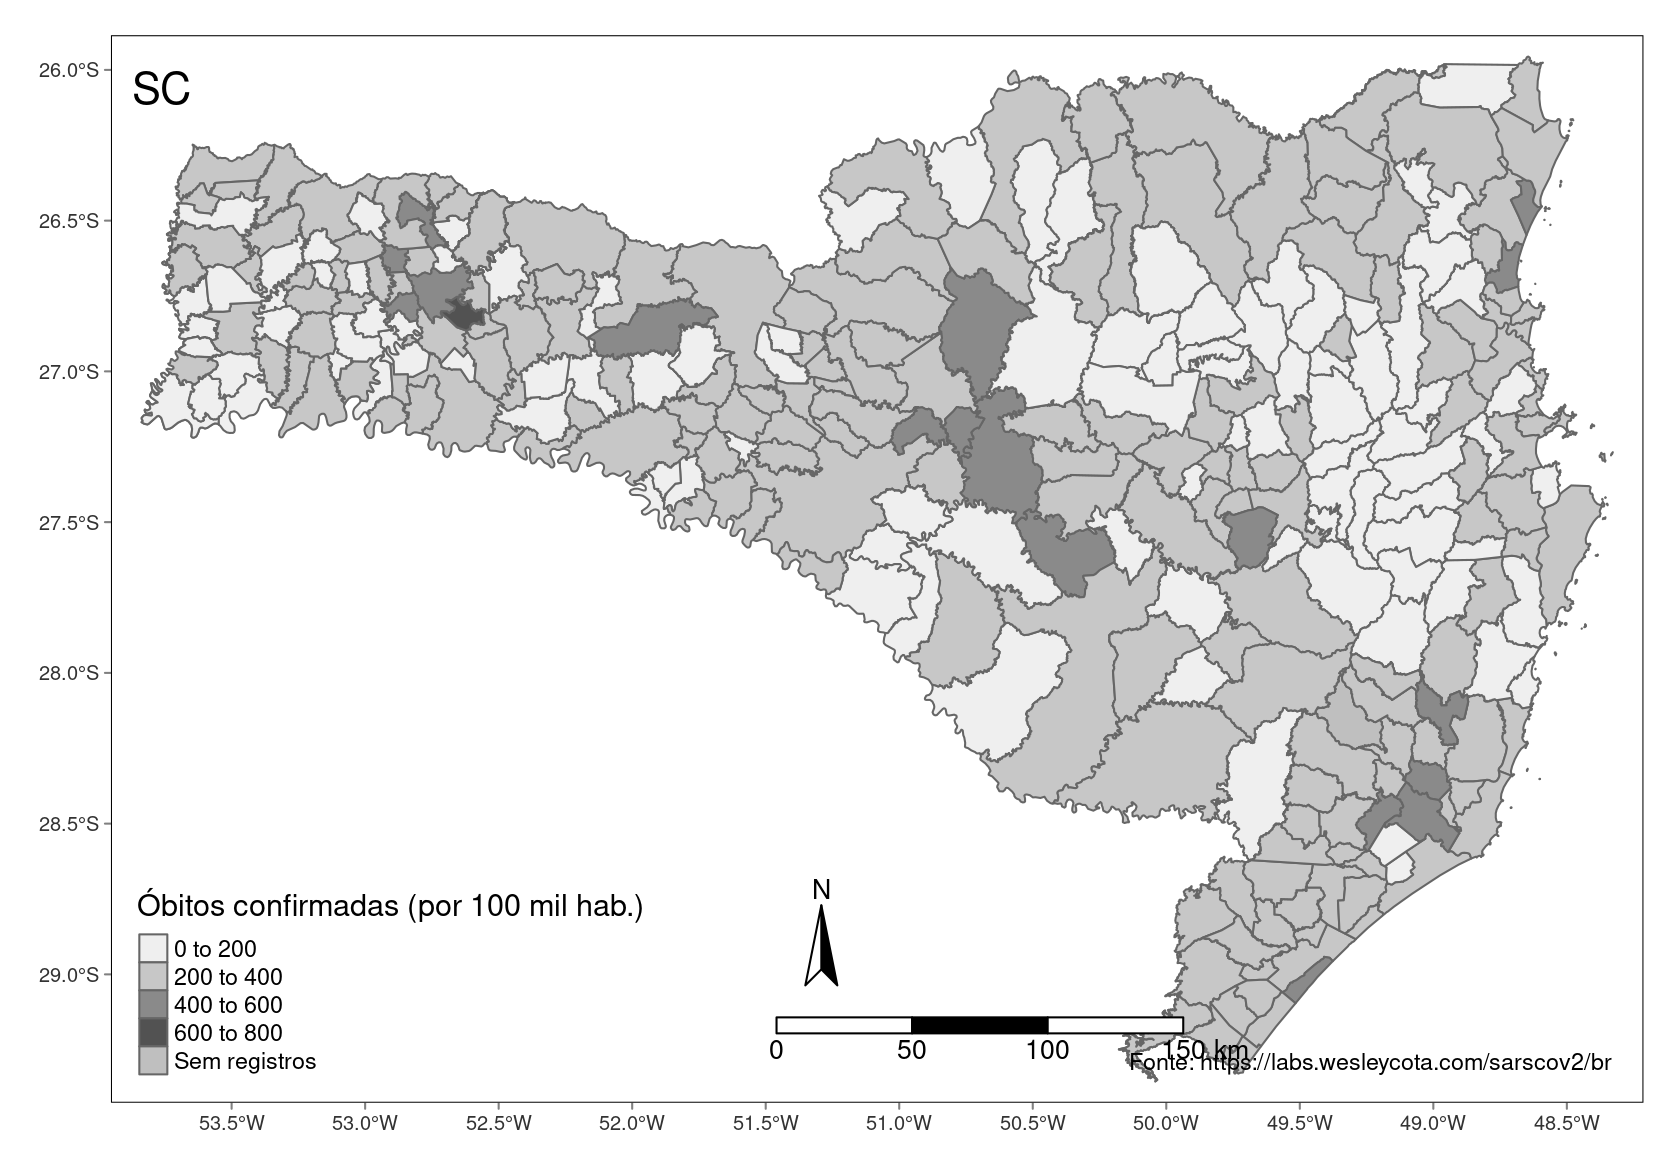 SC
26.0°S
26.5°S
27.0°S
27.5°S
28.0°S
28.5°S
29.0°S
Óbitos confirmadas (por 100 mil hab.)
0 to 200
200 to 400
400 to 600
600 to 800
Sem registros
N
0 50 100 150 km
Fonte: https://labs.wesleycota.com/sarscov2/br
53.5°W 53.0°W 52.5°W 52.0°W 51.5°W 51.0°W 50.5°W 50.0°W 49.5°W 49.0°W 48.5°W